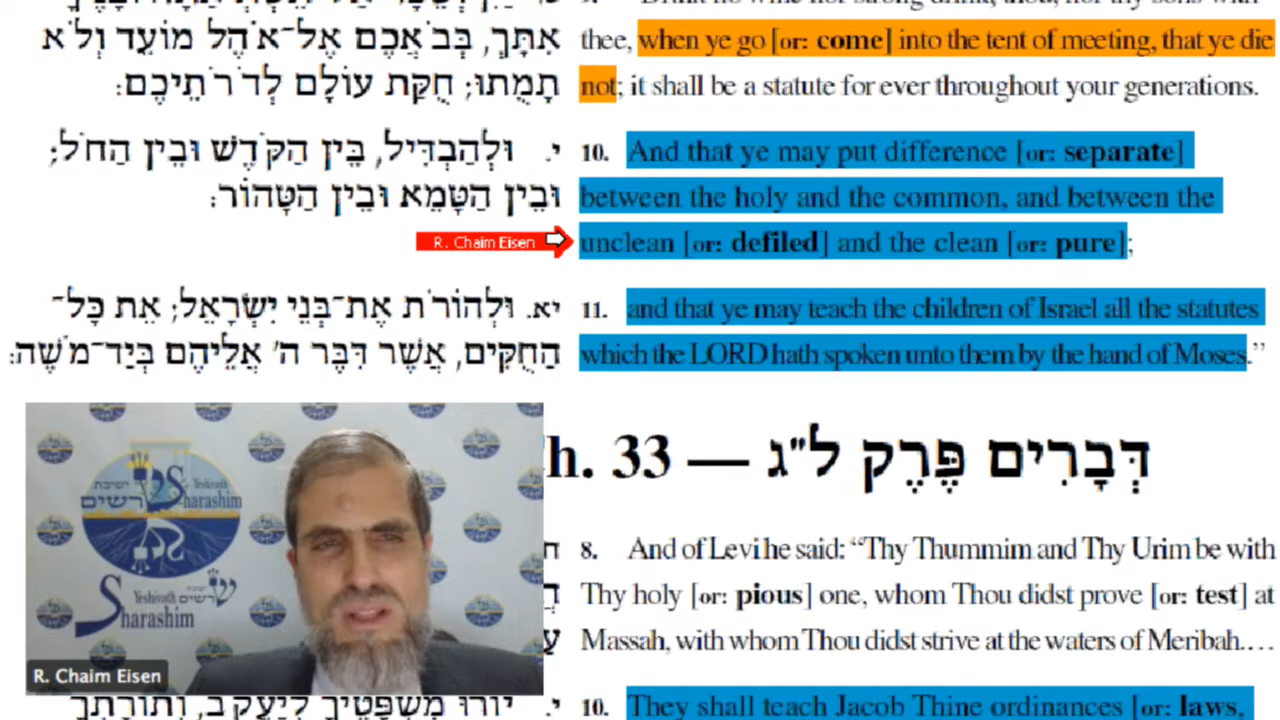 אִתָּךְ, בְּבֹאֲכֶם אֶל־אֹהֶל מוֹעֵד וְלֹא
תָמֻתוּ; חֻקַּת עוֹלָם לְדֹרֹתֵיכֶם:
thee, when ye go [or: come] into the tent of meeting, that ye die
not; it shall be a statute for ever throughout your generations.
י. וּלְהַבְדִּיל, בֵּין הַקֹּדֶשׁ וּבֵין הַחֹל;
וּבֵין הַטָּמֵא וּבֵין הַטָּהוֹר:
10. And that ye may put difference [or: separate]
between the holy and the common, and between the
R. Chaim Eisen
unclean [or: defiled] and the clean [or: pure];
יא. וּלְהוֹרֹת אֶת־בְּנֵי יִשְׂרָאֵל; אֵת כָּל־
הַחֻקִּים, אֲשֶׁר דִּבֶּר ה' אֲלֵיהֶם בְּיַד־מֹשֶׁה:
11. and that ye may teach the children of Israel all the statutes
which the LORD hath spoken unto them by the hand of Moses.”
h. 33 — דְּבָרִים פֶּרֶק ל"ג
8. And of Levi he said: “Thy Thummim and Thy Urim be with
Thy holy [or: pious] one, whom Thou didst prove [or: test] at
Massah, with whom Thou didst strive at the waters of Meribah.…
י. יוֹרוּ מִשְׁפָּטֶיךָ לְיַעֲקֹב, וְתוֹרָתְךָ
10. They shall teach Jacob Thine ordinances [or: laws,
ישיבת
שרשים
Yeshivath
Sharashim
Yeshivath
Sharashim
ישיבת
שרשים
R. Chaim Eisen